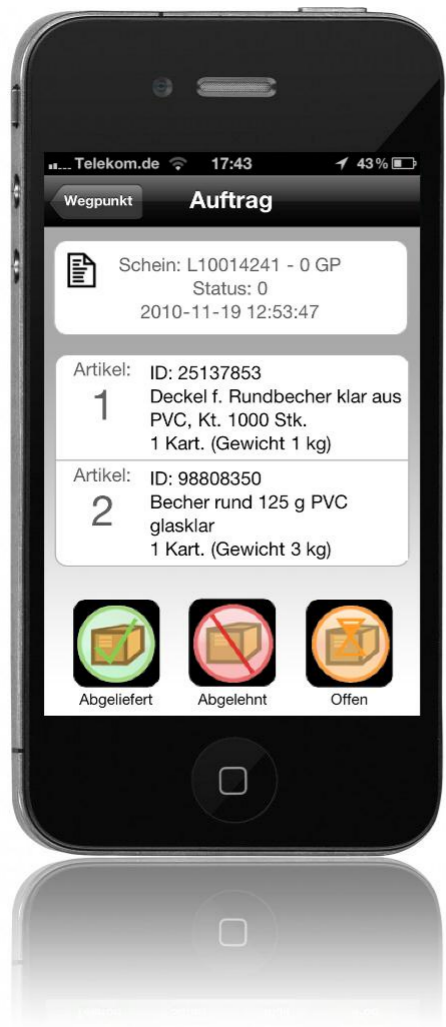 Telekom.de 17:43 43%
Wegpunkt Auftrag
Schein: L10014241 - 0 GP
Status: 0
2010-11-19 12:53:47
Artikel: 1 ID: 25137853
Deckel f. Rundbecher klar aus
PVC, Kt. 1000 Stk.
1 Kart. (Gewicht 1 kg)
Artikel: 2 ID: 98808350
Becher rund 125 g PVC
glasklar
1 Kart. (Gewicht 3 kg)
Abgeliefert Abgelehnt Offen